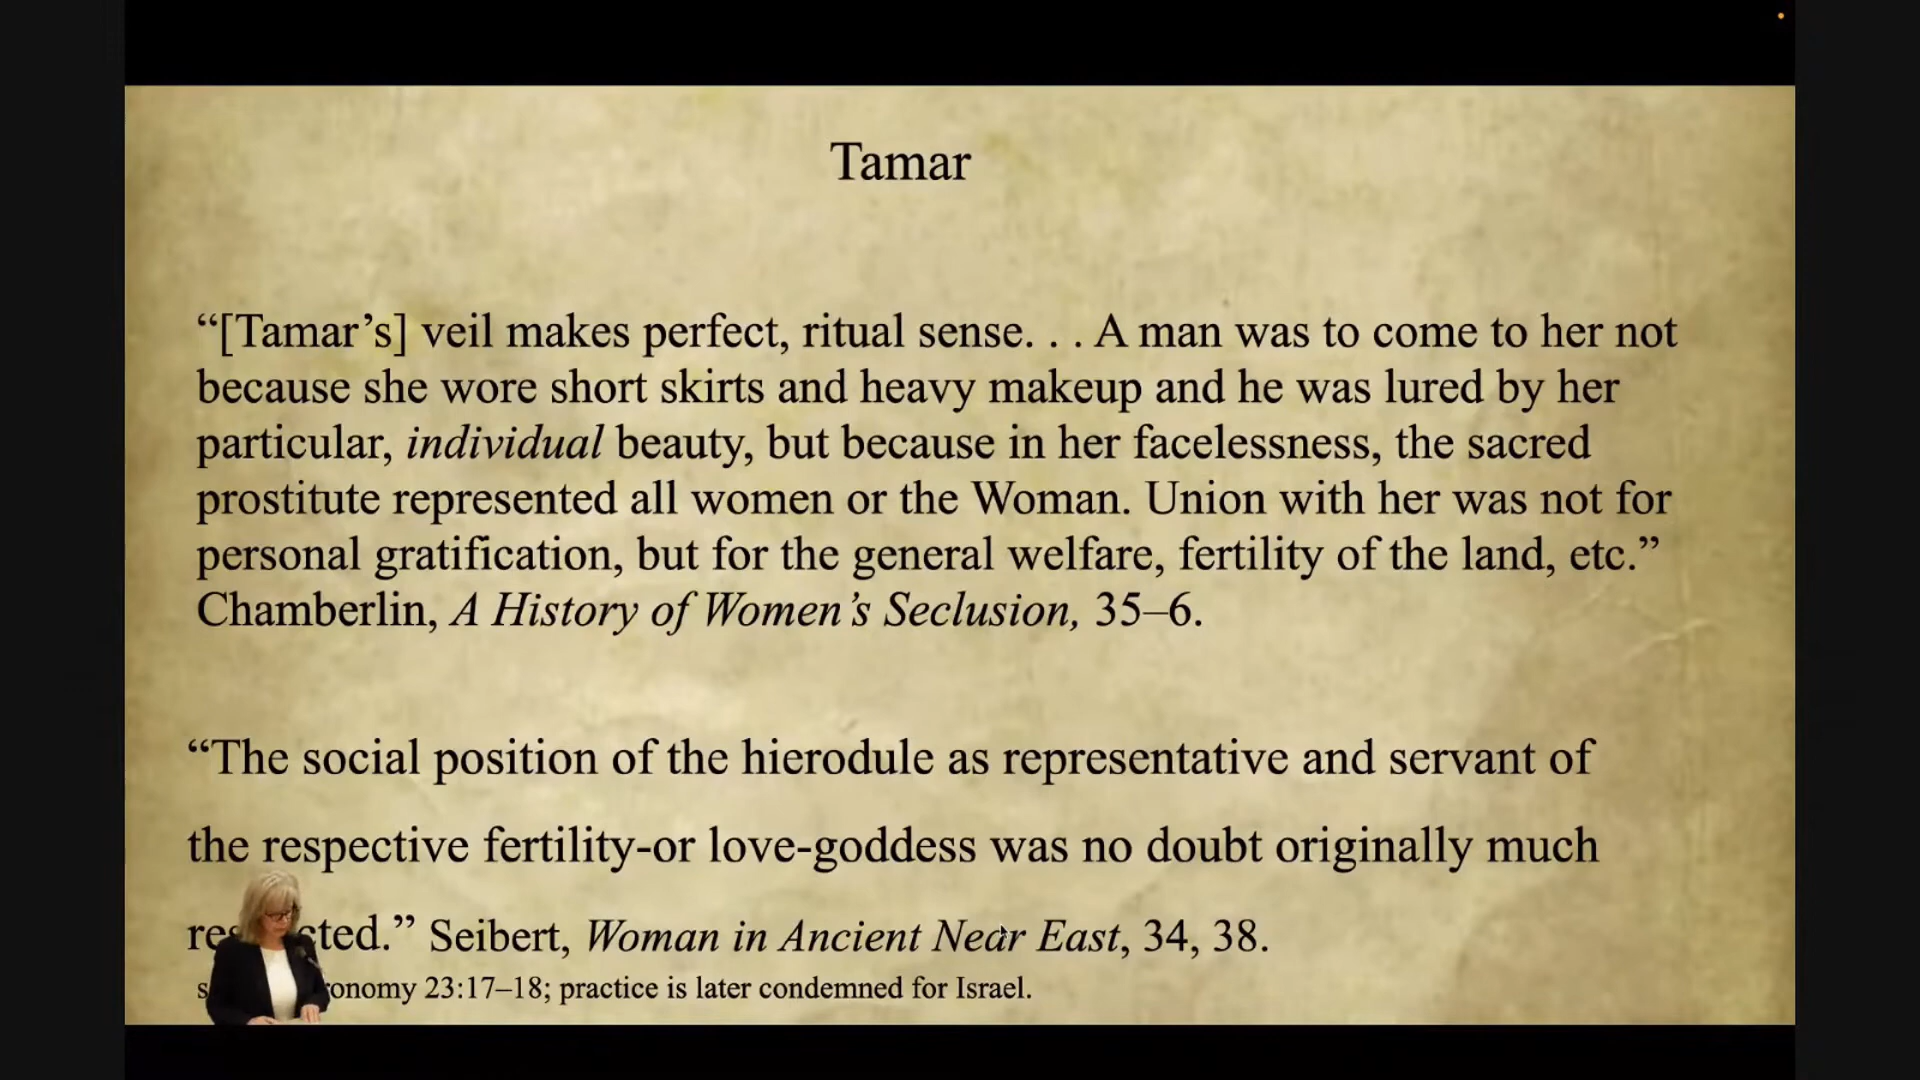 Tamar
“[Tamar’s] veil makes perfect, ritual sense. . . A man was to come to her not
because she wore short skirts and heavy makeup and he was lured by her
particular, individual beauty, but because in her facelessness, the sacred
prostitute represented all women or the Woman. Union with her was not for
personal gratification, but for the general welfare, fertility of the land, etc.”
Chamberlin, A History of Women’s Seclusion, 35–6.
“The social position of the hierodule as representative and servant of
the respective fertility-or love-goddess was no doubt originally much
Seibert, Woman in Ancient Near East, 34, 38.
23:17–18; practice is later condemned for Israel.